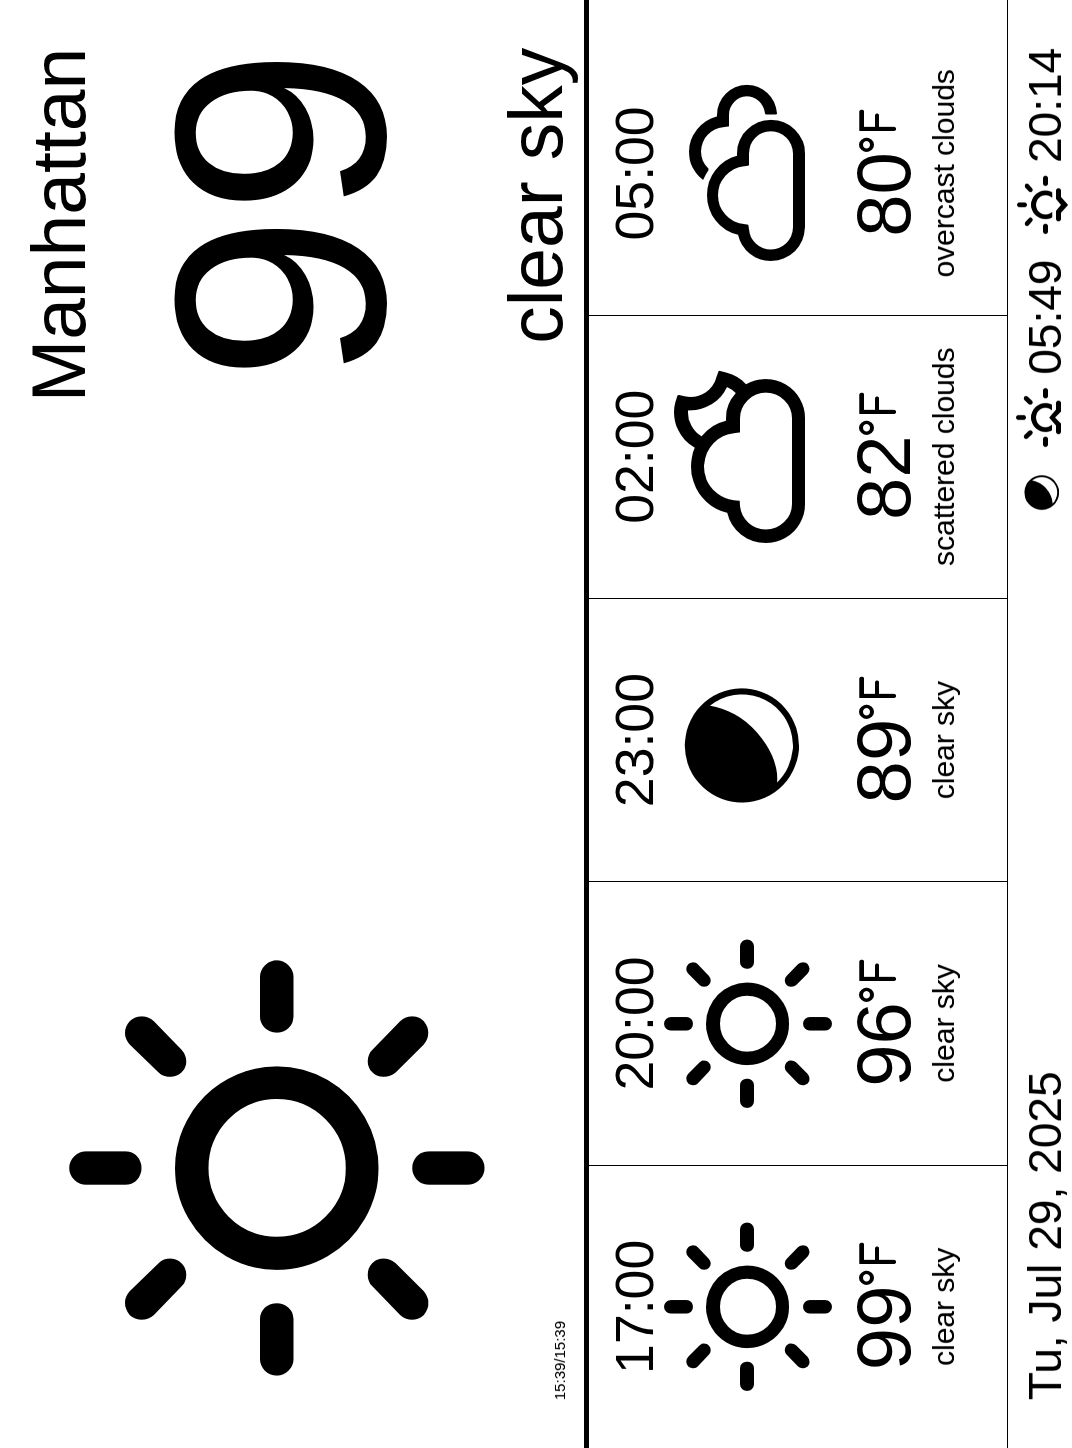 Manhattan
99
clear sky
15:39/15:39
17:00
99°F
clear sky
20:00
96°F
clear sky
23:00
89°F
clear sky
02:00
82°F
scattered clouds
05:00
80°F
overcast clouds
Tu, Jul 29, 2025
05:49
20:14